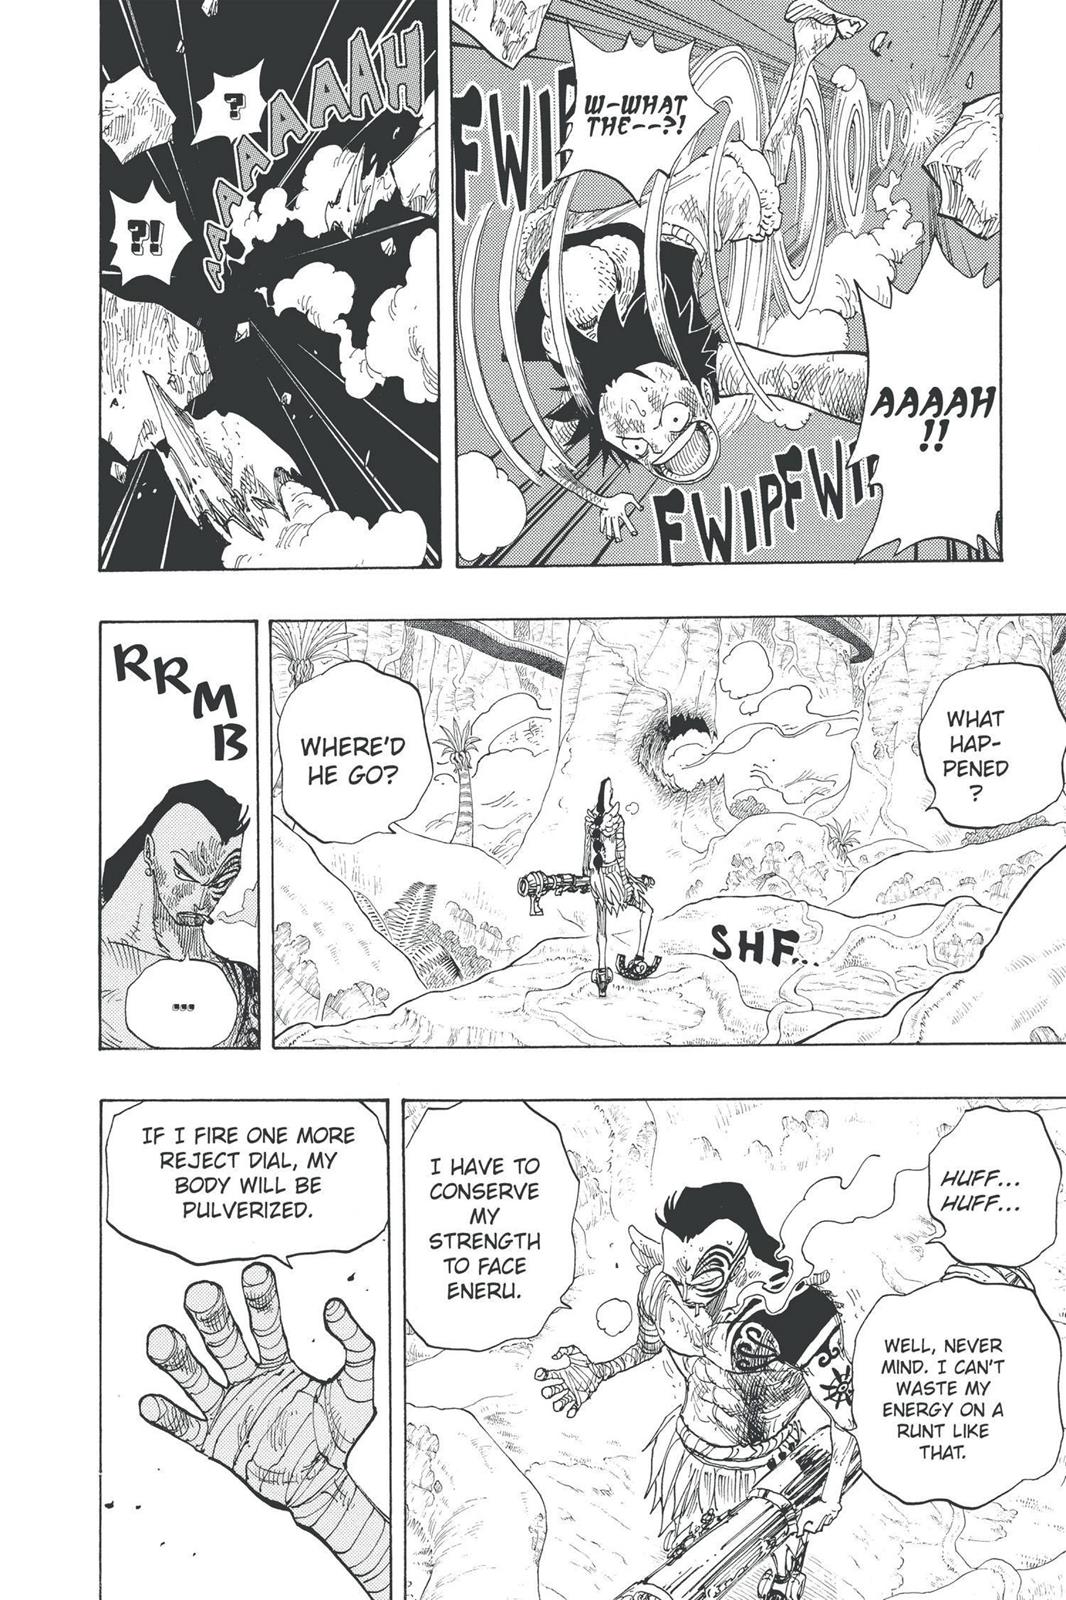 W-WHAT
THE--?!
FWIP
AAAAH
!!
FWIPFWIP
?
AAAAAAAH
?!
WHAT
HAP-
PENED
?
WHERE'D
HE GO?
SHF...
RRMB
...
HUFF...
HUFF...
WELL, NEVER
MIND. I CAN'T
WASTE MY
ENERGY ON A
RUNT LIKE
THAT.
I HAVE TO
CONSERVE
MY
STRENGTH
TO FACE
ENERU.
IF I FIRE ONE MORE
REJECT DIAL, MY
BODY WILL BE
PULVERIZED.